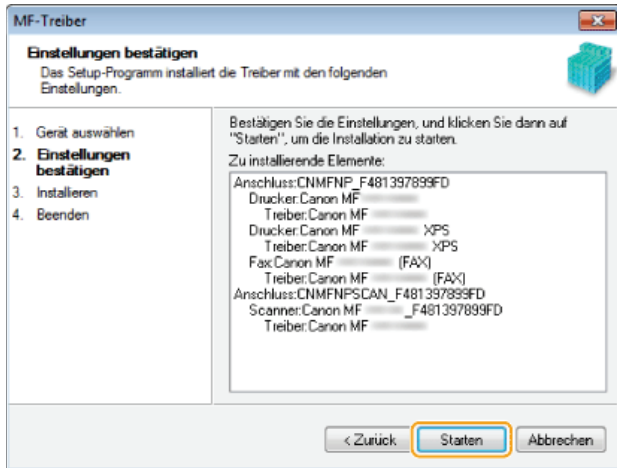 MF-Treiber
Einstellungen bestätigen
Das Setup-Programm installiert die Treiber mit den folgenden
Einstellungen.
1. Gerät auswählen
2. Einstellungen
bestätigen
3. Installieren
4. Beenden
Bestätigen Sie die Einstellungen, und klicken Sie dann auf
"Starten", um die Installation zu starten.
Zu installierende Elemente:
Anschluss:CNMFNP_F481397899FD
Drucker:Canon MF
Treiber:Canon MF
Drucker:Canon MF XPS
Treiber:Canon MF XPS
Fax:Canon MF (FAX)
Treiber:Canon MF (FAX)
Anschluss:CNMFNPSCAN_F481397899FD
Scanner:Canon MF _F481397899FD
Treiber:Canon MF
< Zurück
Starten
Abbrechen